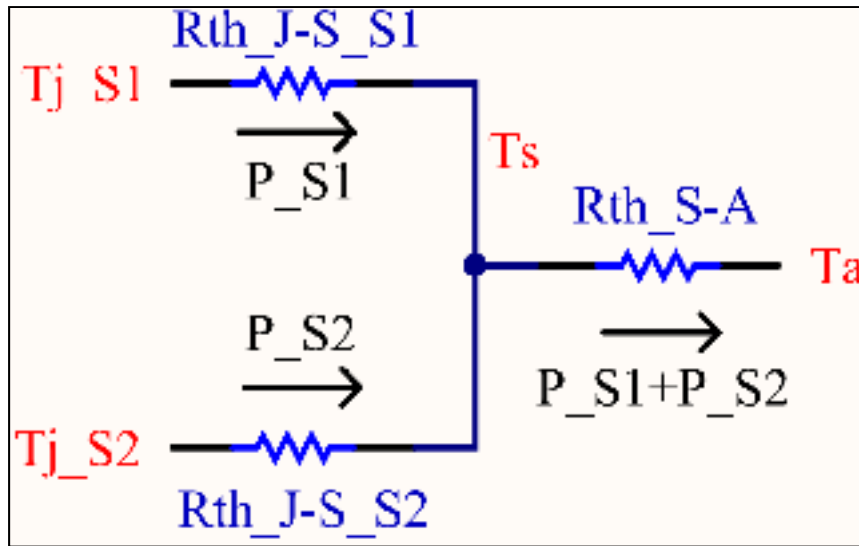 Rth_J-S_S1
Tj_S1
P_S1
Ts
Rth_S-A
Ta
P_S2
P_S1+P_S2
Tj_S2
Rth_J-S_S2